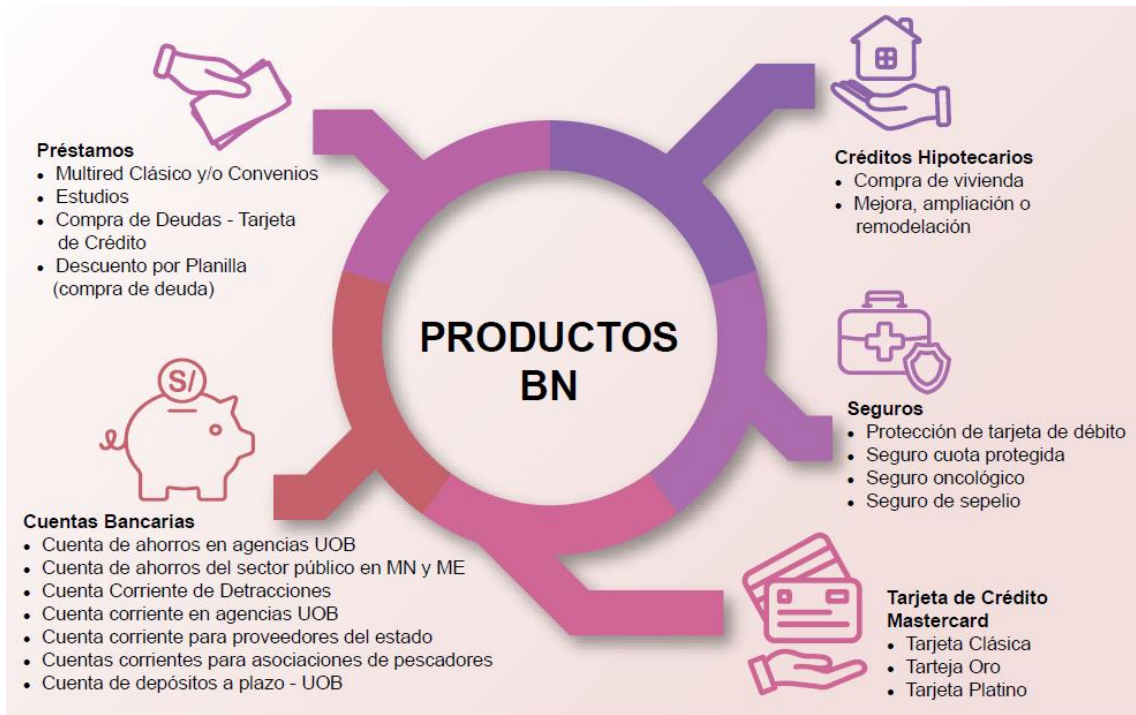 PRODUCTOS
BN
Préstamos
• Multired Clásico y/o Convenios
• Estudios
• Compra de Deudas - Tarjeta
de Crédito
• Descuento por Planilla
(compra de deuda)
Créditos Hipotecarios
• Compra de vivienda
• Mejora, ampliación o
remodelación
Seguros
• Protección de tarjeta de débito
• Seguro cuota protegida
• Seguro oncológico
• Seguro de sepelio
S/
Cuentas Bancarias
• Cuenta de ahorros en agencias UOB
• Cuenta de ahorros del sector público en MN y ME
• Cuenta Corriente de Detracciones
• Cuenta corriente en agencias UOB
• Cuenta corriente para proveedores del estado
• Cuentas corrientes para asociaciones de pescadores
• Cuenta de depósitos a plazo - UOB
Tarjeta de Crédito
Mastercard
• Tarjeta Clásica
• Tarteja Oro
• Tarjeta Platino